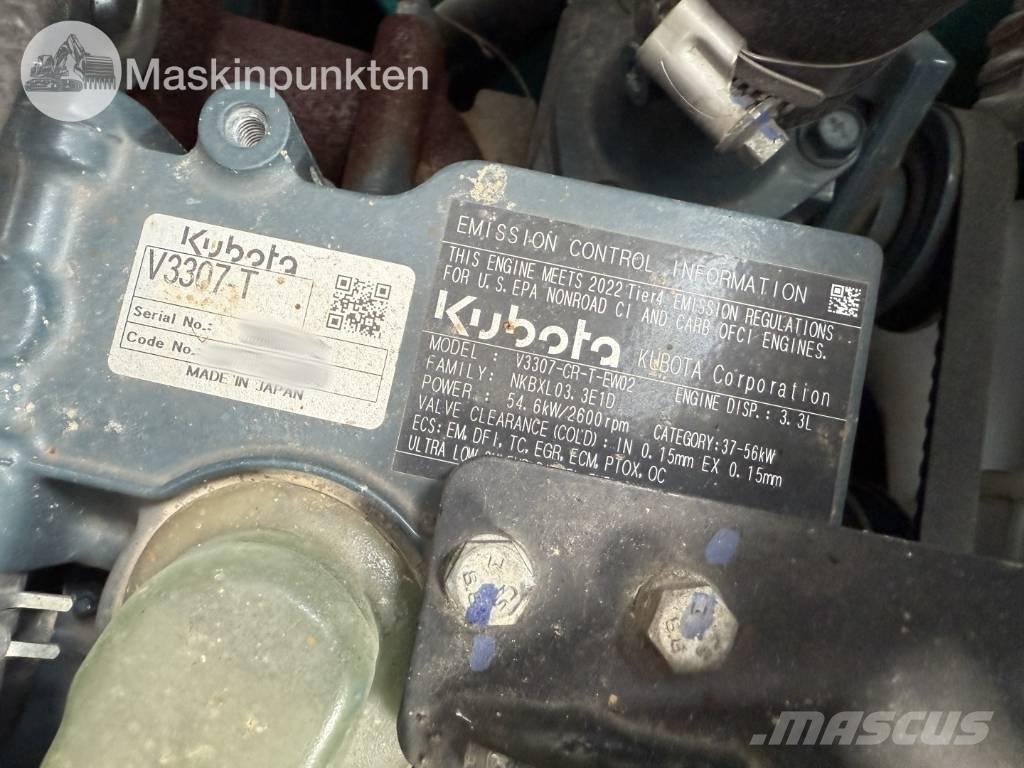 Maskinpunkten
Kubota
V3307-T
Serial No.:
Code No.
MADE IN JAPAN
EMISSION CONTROL INFORMATION
THIS ENGINE MEETS 2022 Tier4 EMISSION REGULATIONS
FOR U.S. EPA NONROAD CI AND CARB OFCI ENGINES.
Kubota KUBOTA Corporation
MODEL : V3307-CR-T-EW02 ENGINE DISP.: 3.3L
FAMILY: NKBXL03.3E1D
POWER : 54.6kW/2600rpm CATEGORY:37-56kW
VALVE CLEARANCE (COLD) : IN 0.15mm EX 0.15mm
ECS: EM, DFI, TC, EGR, ECM, PTOX, OC
ULTRA LOW
MASCUS